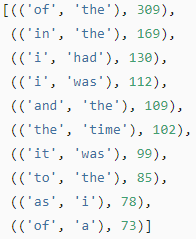 [(('of', 'the'), 309),
(('in', 'the'), 169),
(('i', 'had'), 130),
(('i', 'was'), 112),
(('and', 'the'), 109),
(('the', 'time'), 102),
(('it', 'was'), 99),
(('to', 'the'), 85),
(('as', 'i'), 78),
(('of', 'a'), 73)]